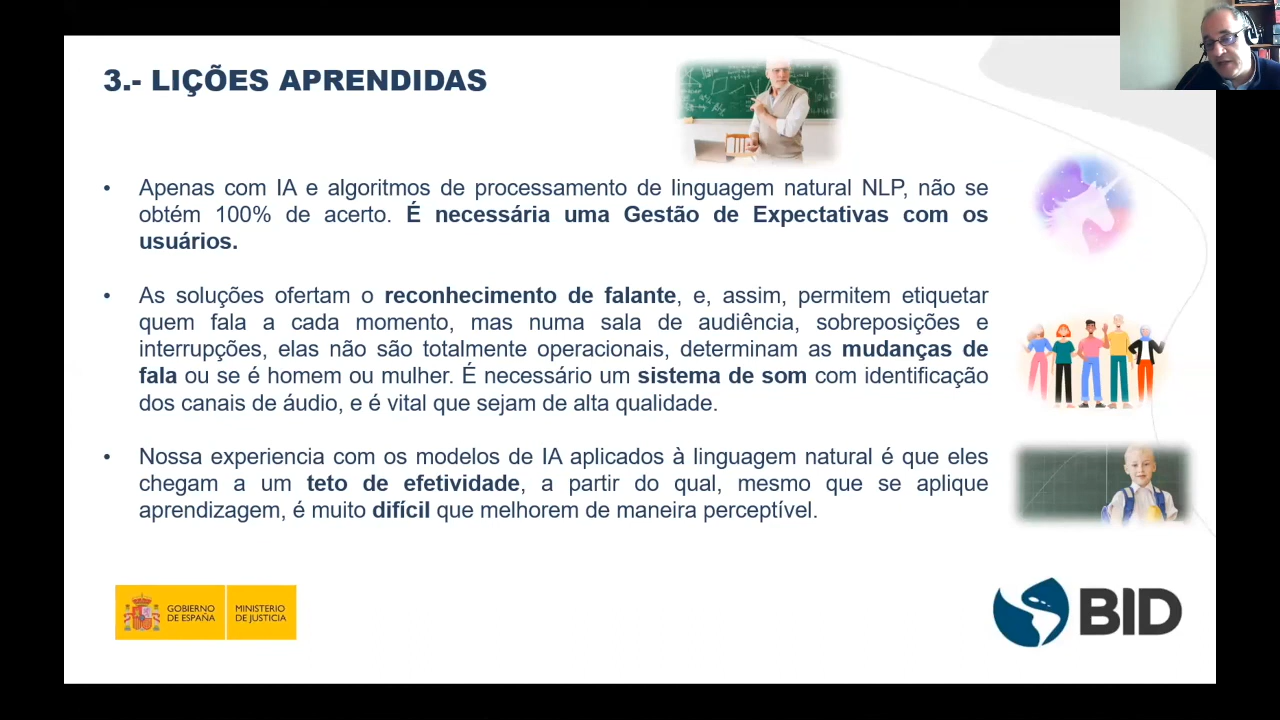 3.- LIÇÕES APRENDIDAS
• Apenas com IA e algoritmos de processamento de linguagem natural NLP, não se
obtém 100% de acerto. É necessária uma Gestão de Expectativas com os
usuários.
• As soluções ofertam o reconhecimento de falante, e, assim, permitem etiquetar
quem fala a cada momento, mas numa sala de audiência, sobreposições e
interrupções, elas não são totalmente operacionais, determinam as mudanças de
fala ou se é homem ou mulher. É necessário um sistema de som com identificação
dos canais de áudio, e é vital que sejam de alta qualidade.
• Nossa experiencia com os modelos de IA aplicados à linguagem natural é que eles
chegam a um teto de efetividade, a partir do qual, mesmo que se aplique
aprendizagem, é muito difícil que melhorem de maneira perceptível.
GOBIERNO
DE ESPAÑA
MINISTERIO
DE JUSTICIA
BID